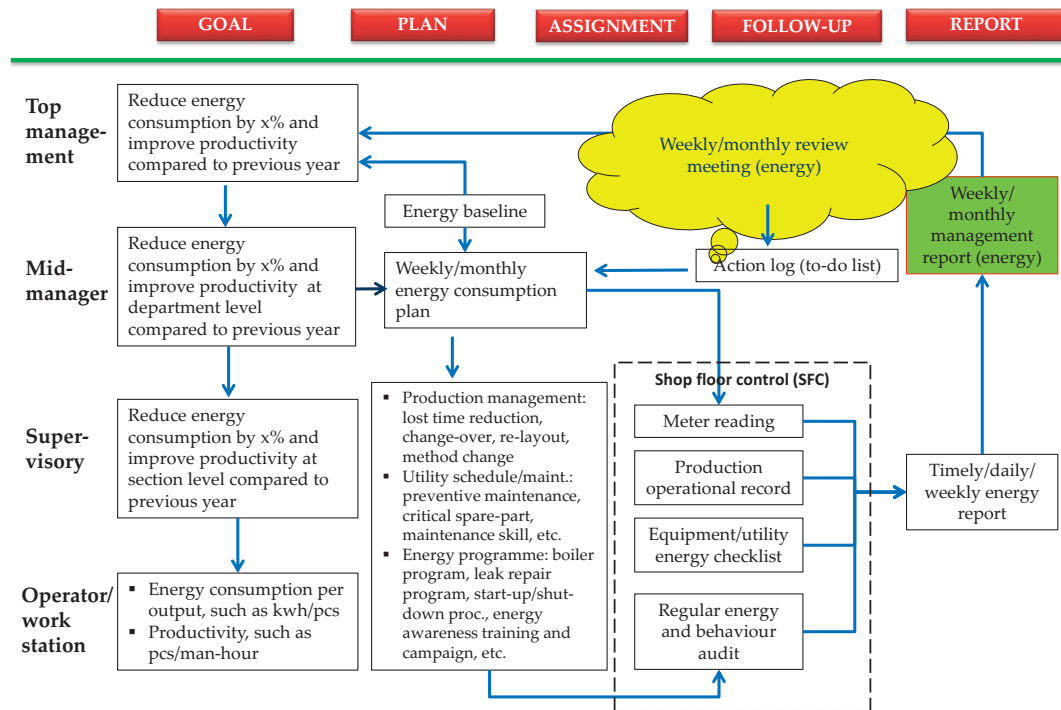 GOAL
PLAN
ASSIGNMENT
FOLLOW-UP
REPORT
Top
manage-
ment
Reduce energy
consumption by x% and
improve productivity
compared to previous year
Weekly/monthly review
meeting (energy)
Energy baseline
Weekly/
monthly
management
report (energy)
Mid-
manager
Reduce energy
consumption by x% and
improve productivity at
department level
compared to previous year
Weekly/monthly
energy consumption
plan
Action log (to-do list)
Super-
visory
Reduce energy
consumption by x% and
improve productivity at
section level compared to
previous year
▪ Production management:
lost time reduction,
change-over, re-layout,
method change
▪ Utility schedule/maint.:
preventive maintenance,
critical spare-part,
maintenance skill, etc.
▪ Energy programme: boiler
program, leak repair
program, start-up/shut-
down proc., energy
awareness training and
campaign, etc.
Shop floor control (SFC)
Meter reading
Production
operational record
Equipment/utility
energy checklist
Regular energy
and behaviour
audit
Timely/daily/
weekly energy
report
Operator/
work
station
▪ Energy consumption per
output, such as kwh/pcs
▪ Productivity, such as
pcs/man-hour